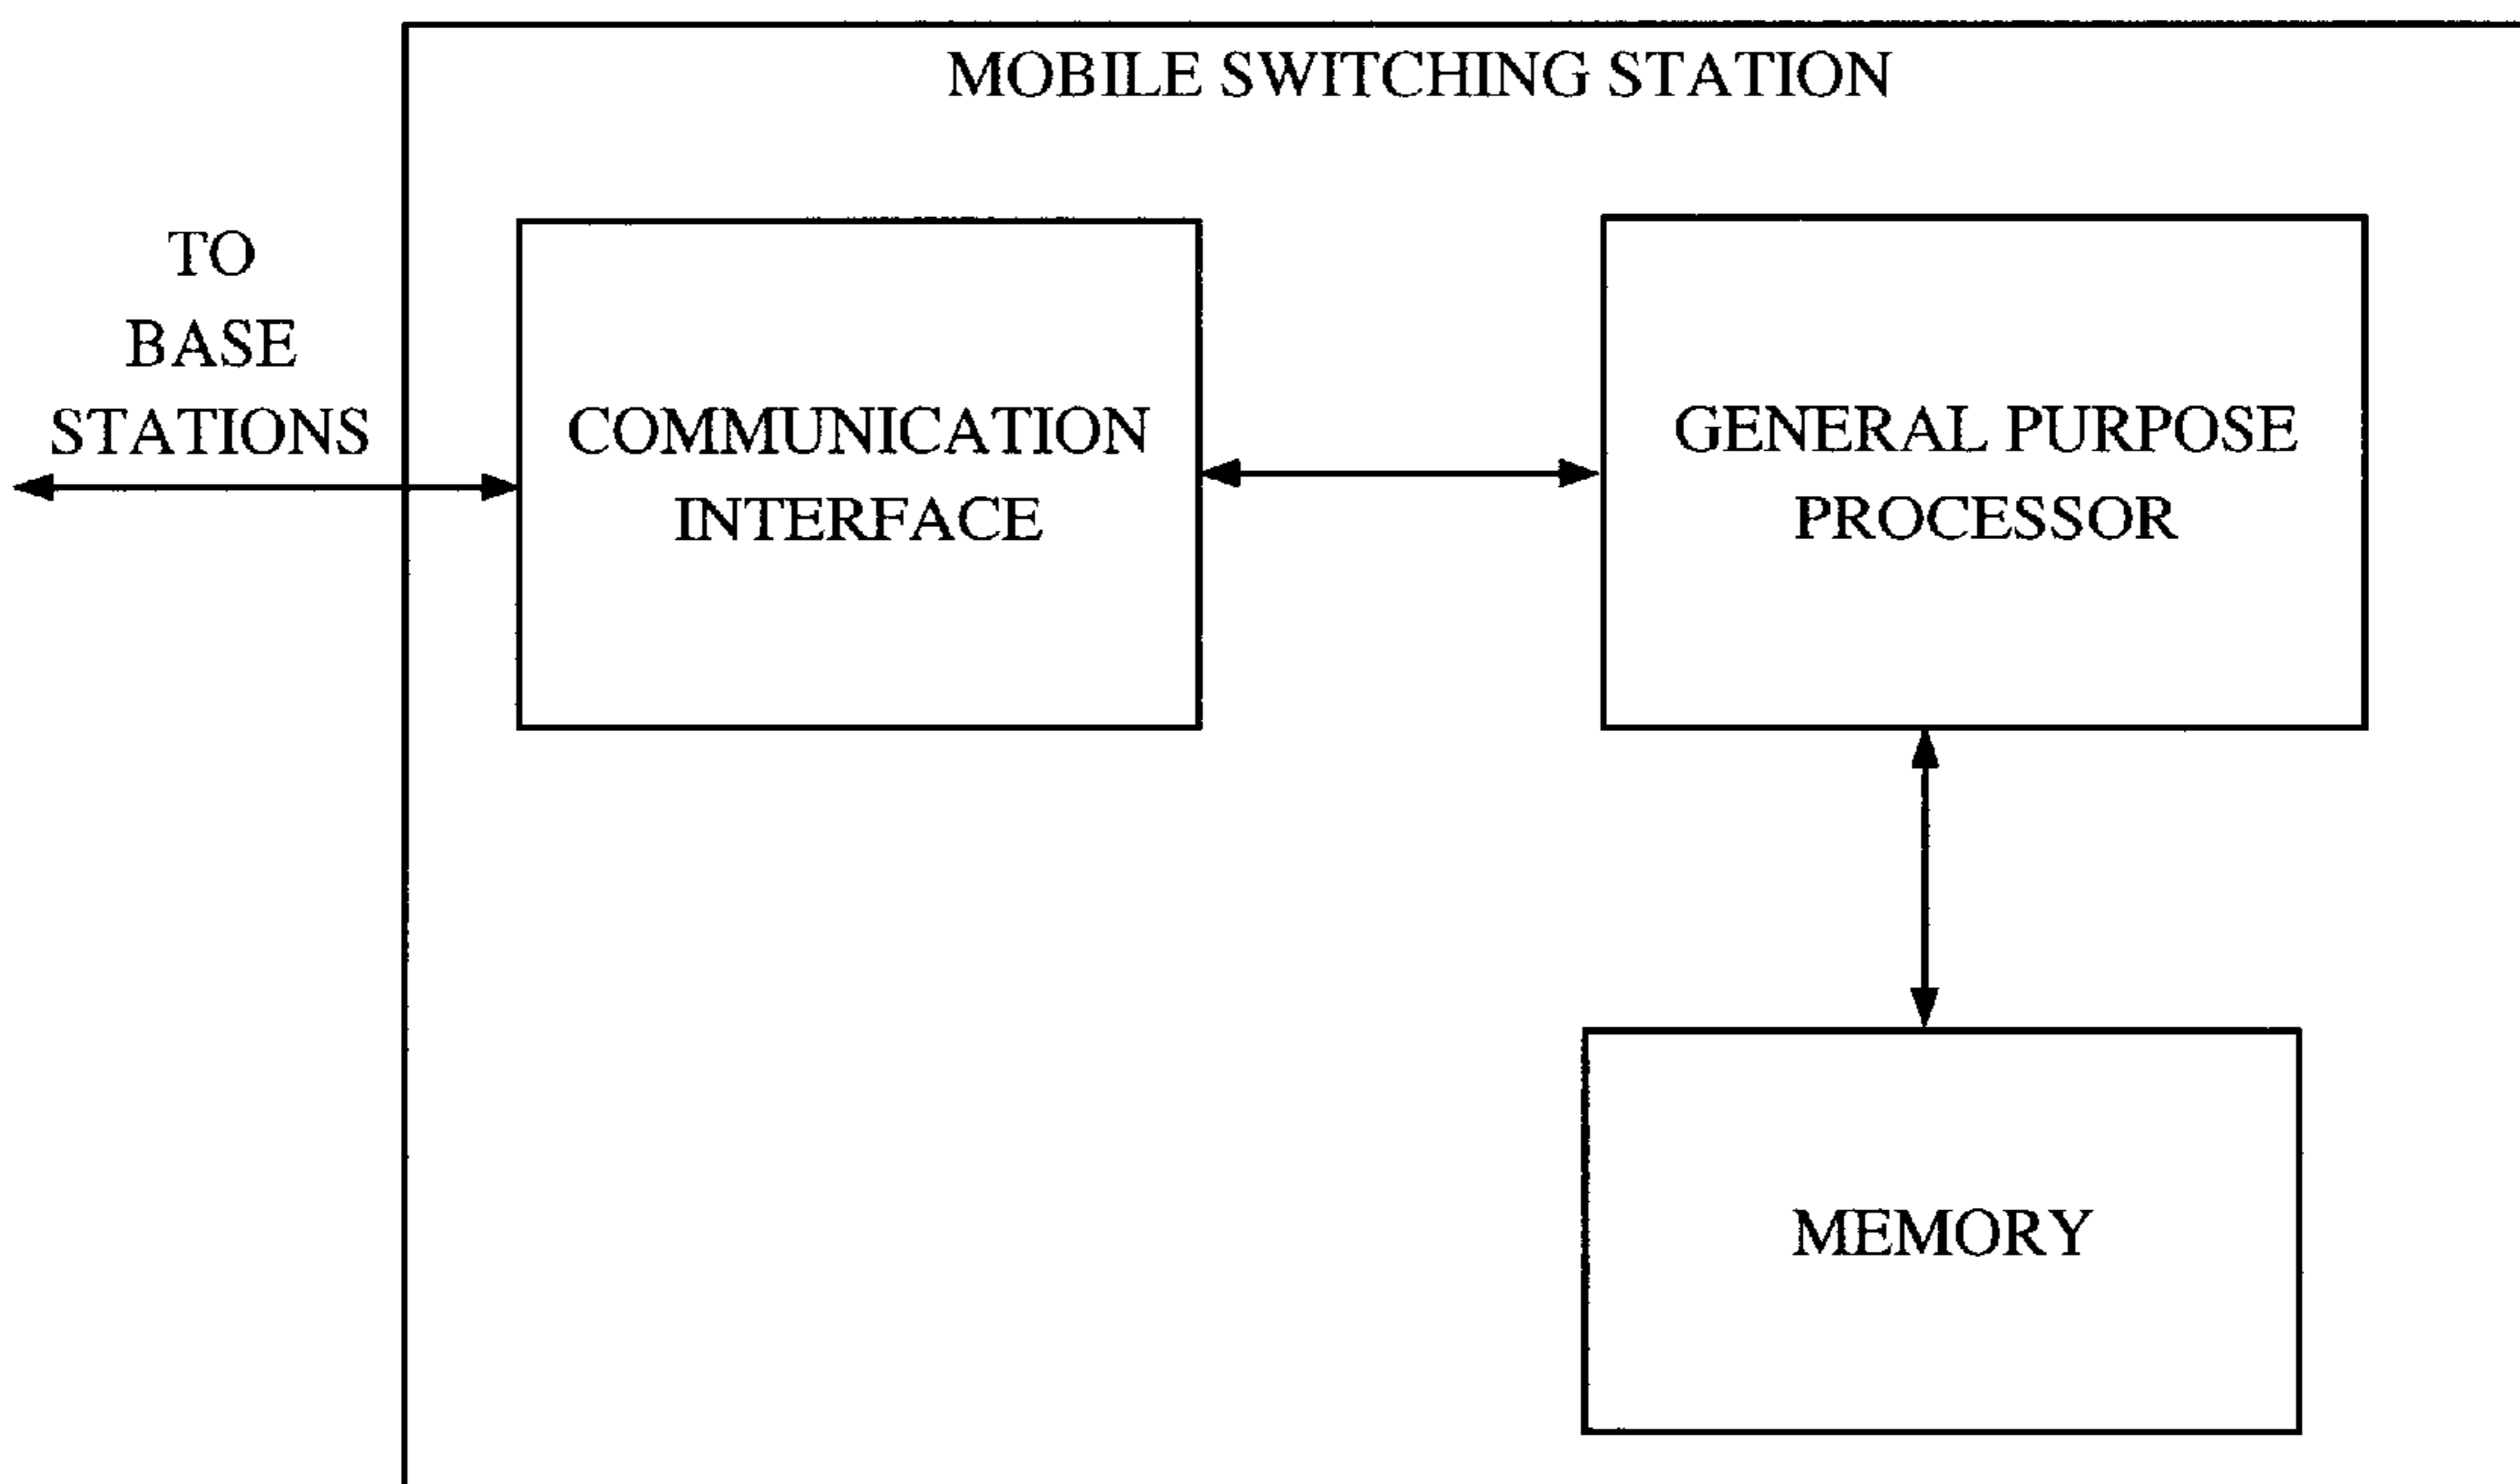 MOBILE SWITCHING STATION
TO
BASE
STATIONS
COMMUNICATION
INTERFACE
GENERAL PURPOSE
PROCESSOR
MEMORY